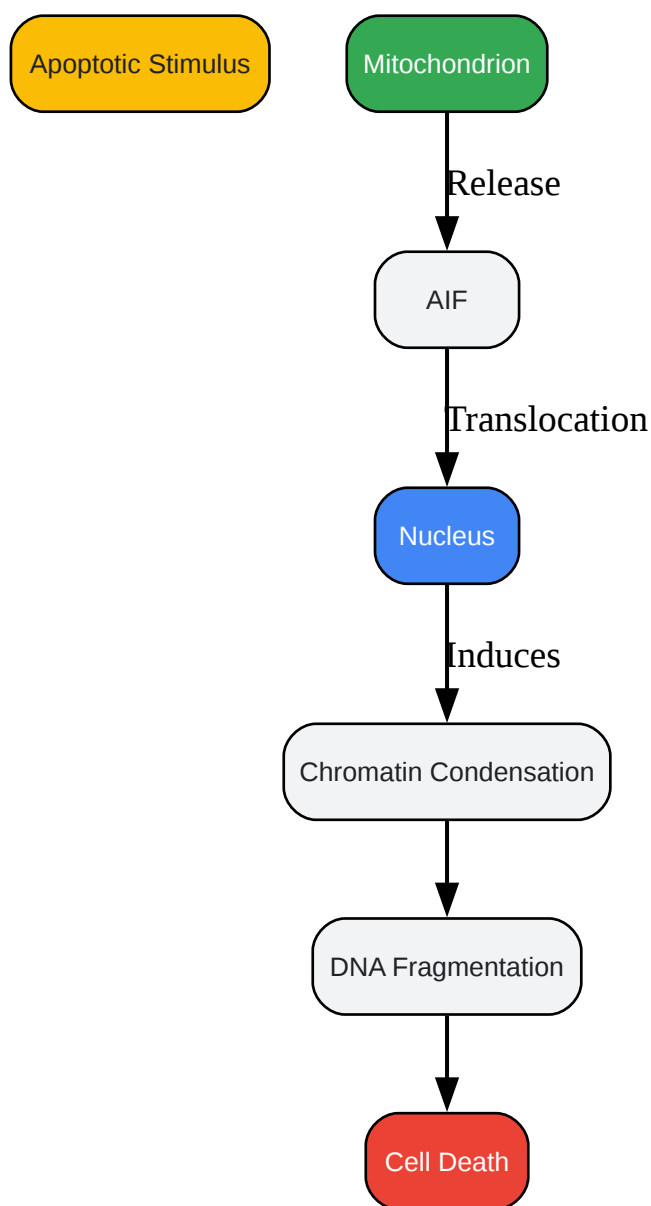 Apoptotic Stimulus
Mitochondrion
Release
AIF
Translocation
Nucleus
Induces
Chromatin Condensation
DNA Fragmentation
Cell Death